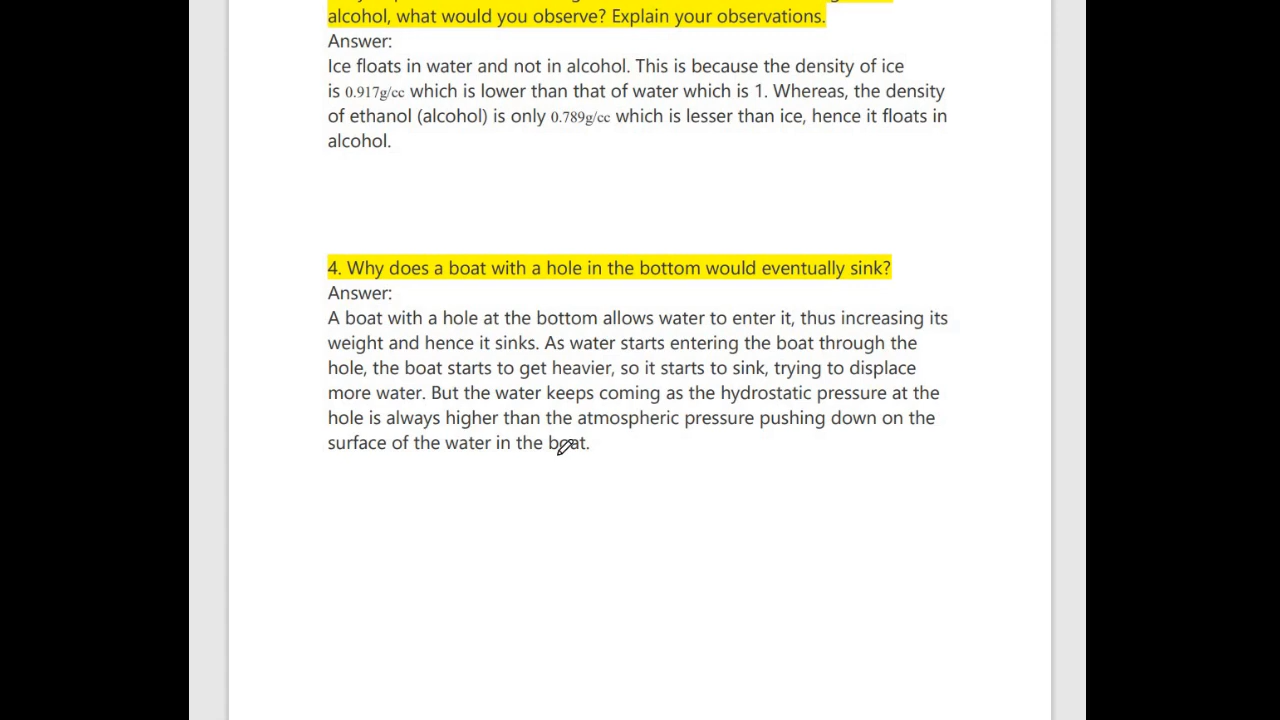 alcohol, what would you observe? Explain your observations.
Answer:
Ice floats in water and not in alcohol. This is because the density of ice
is 0.917g/cc which is lower than that of water which is 1. Whereas, the density
of ethanol (alcohol) is only 0.789g/cc which is lesser than ice, hence it floats in
alcohol.
4. Why does a boat with a hole in the bottom would eventually sink?
Answer:
A boat with a hole at the bottom allows water to enter it, thus increasing its
weight and hence it sinks. As water starts entering the boat through the
hole, the boat starts to get heavier, so it starts to sink, trying to displace
more water. But the water keeps coming as the hydrostatic pressure at the
hole is always higher than the atmospheric pressure pushing down on the
surface of the water in the boat.